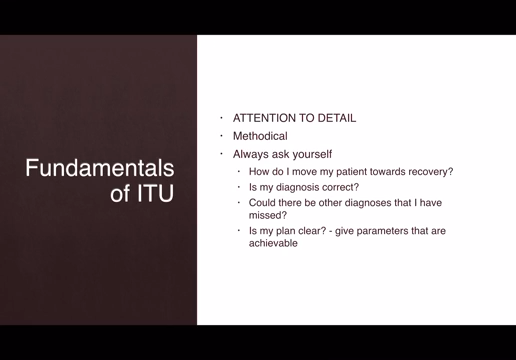 Fundamentals
of ITU
ATTENTION TO DETAIL
Methodical
Always ask yourself
How do I move my patient towards recovery?
Is my diagnosis correct?
Could there be other diagnoses that I have
missed?
Is my plan clear? - give parameters that are
achievable